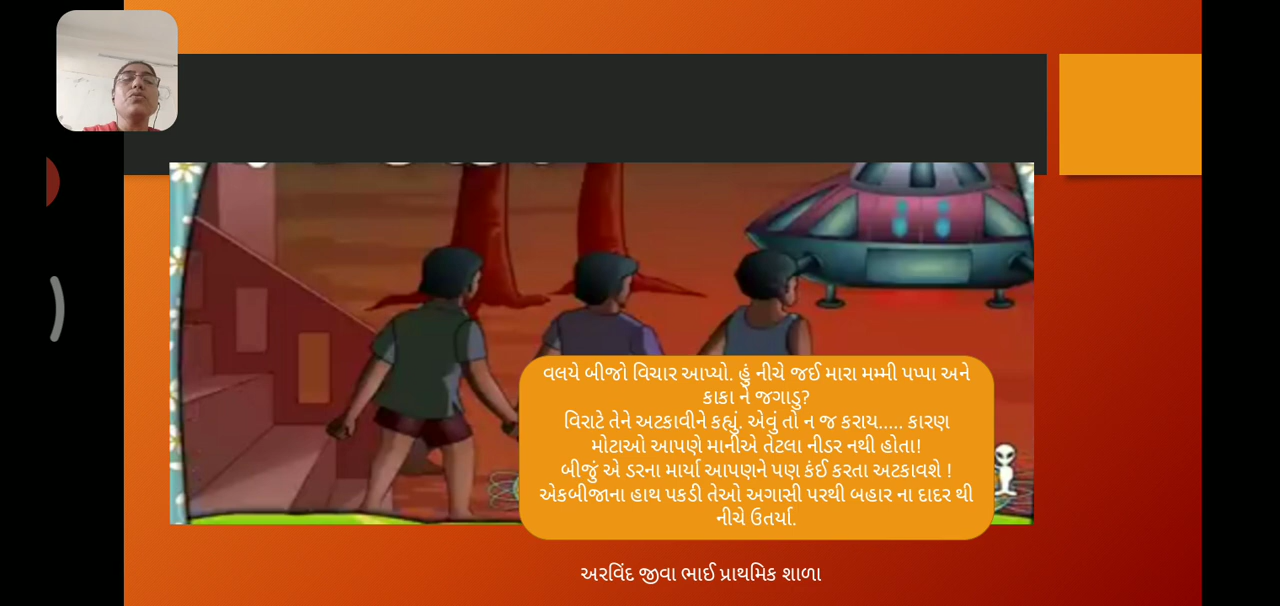 વલયે બીજો વિચાર આપ્યો. હું નીચે જઈ મારા મમ્મી પપ્પા અને
કાકા ને જગાડુ?
વિરાટે તેને અટકાવીને કહ્યું. એવું તો ન જ કરાય..... કારણ
મોટાઓ આપણે માનીએ તેટલા નીડર નથી હોતા!
બીજું એ ડરના માર્યા આપણને પણ કંઈ કરતા અટકાવશે !
એકબીજાના હાથ પકડી તેઓ અગાસી પરથી બહાર ના દાદર થી
નીચે ઉતર્યા.
અરવિંદ જીવા ભાઈ પ્રાથમિક શાળા